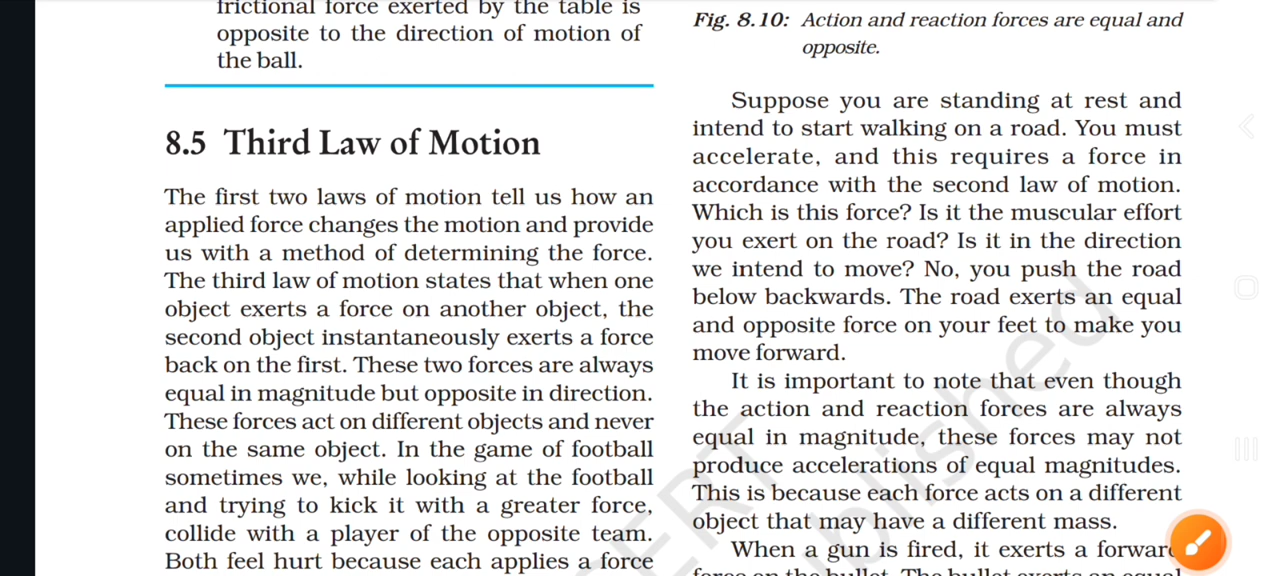 frictional force exerted by the table is
opposite to the direction of motion of
the ball.
8.5 Third Law of Motion
The first two laws of motion tell us how an
applied force changes the motion and provide
us with a method of determining the force.
The third law of motion states that when one
object exerts a force on another object, the
second object instantaneously exerts a force
back on the first. These two forces are always
equal in magnitude but opposite in direction.
These forces act on different objects and never
on the same object. In the game of football
sometimes we, while looking at the football
and trying to kick it with a greater force,
collide with a player of the opposite team.
Both feel hurt because each applies a force
Fig. 8.10: Action and reaction forces are equal and
opposite.
Suppose you are standing at rest and
intend to start walking on a road. You must
accelerate, and this requires a force in
accordance with the second law of motion.
Which is this force? Is it the muscular effort
you exert on the road? Is it in the direction
we intend to move? No, you push the road
below backwards. The road exerts an equal
and opposite force on your feet to make you
move forward.
It is important to note that even though
the action and reaction forces are always
equal in magnitude, these forces may not
produce accelerations of equal magnitudes.
This is because each force acts on a different
object that may have a different mass.
When a gun is fired, it exerts a forward
force on the bullet. The bullet exerts an equal
ERT
blished